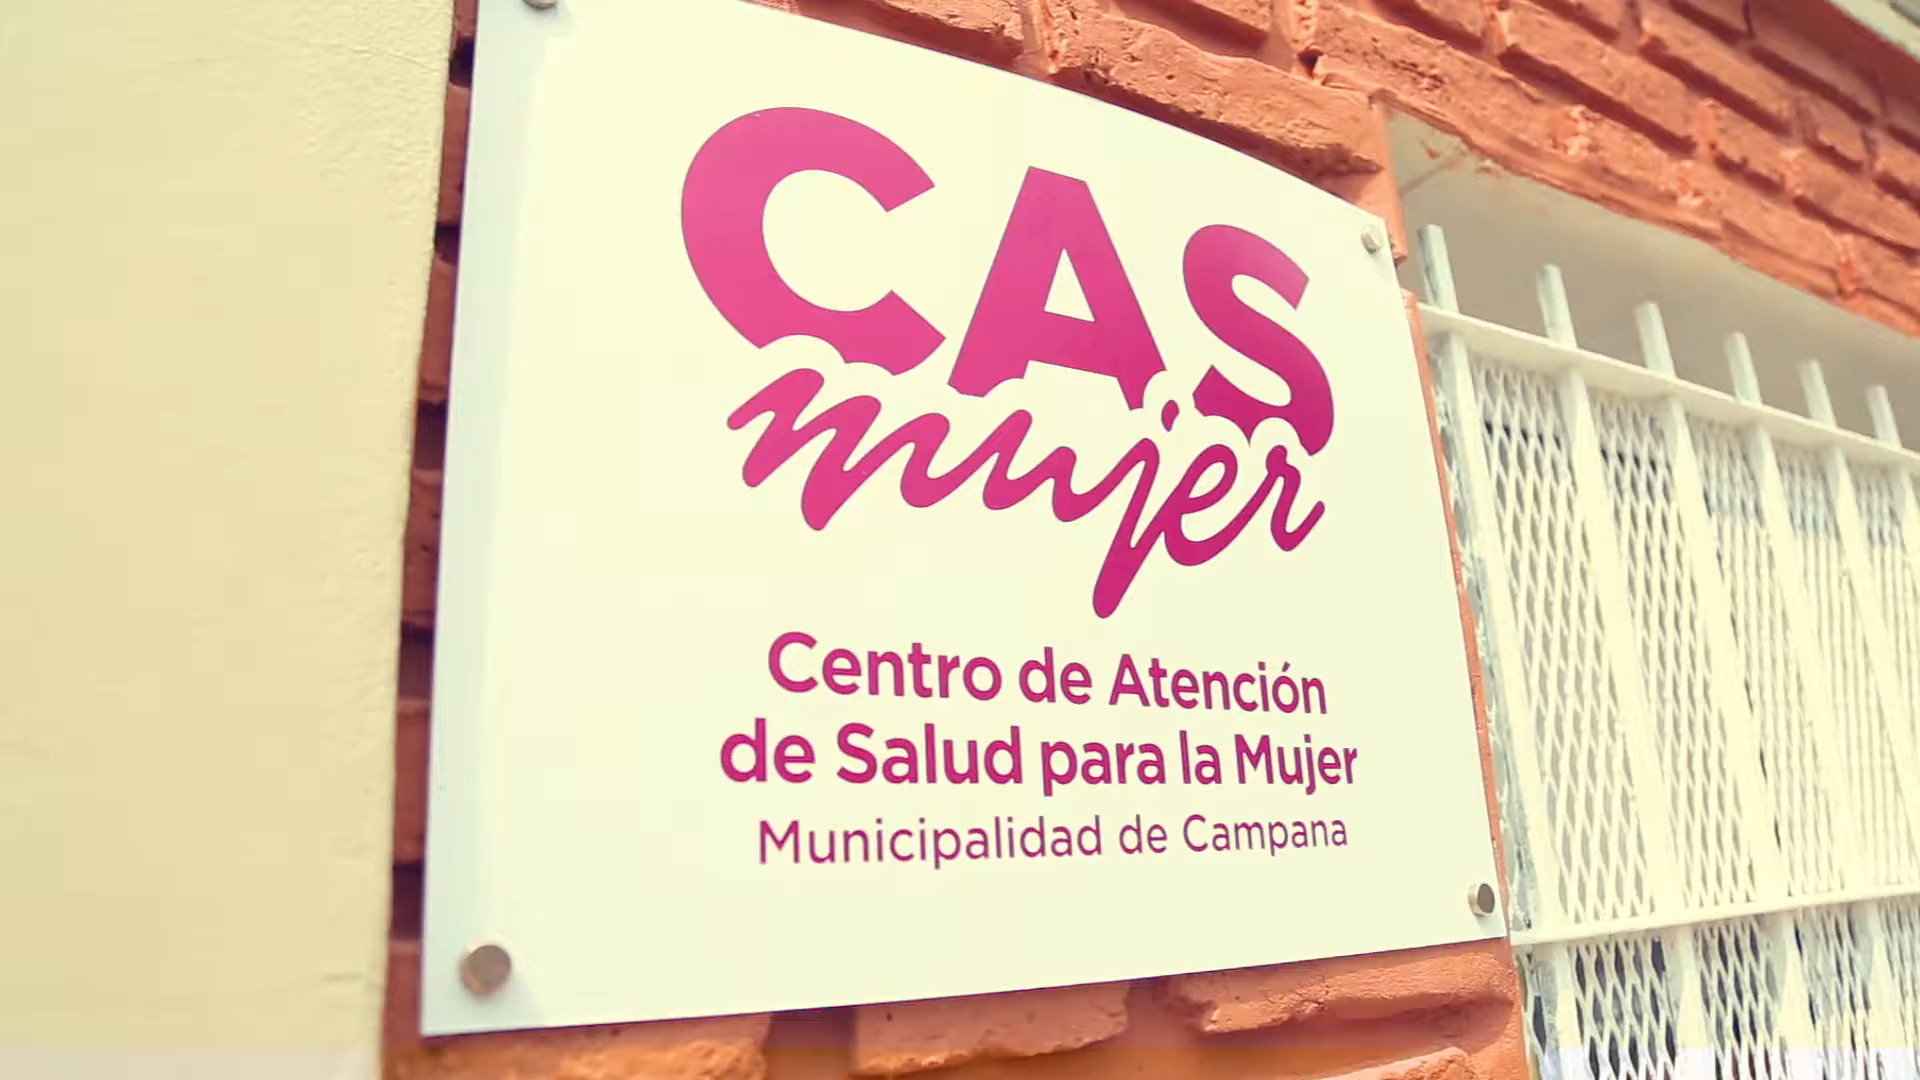 CAS
mujer
Centro de Atención
de Salud para la Mujer
Municipalidad de Campana